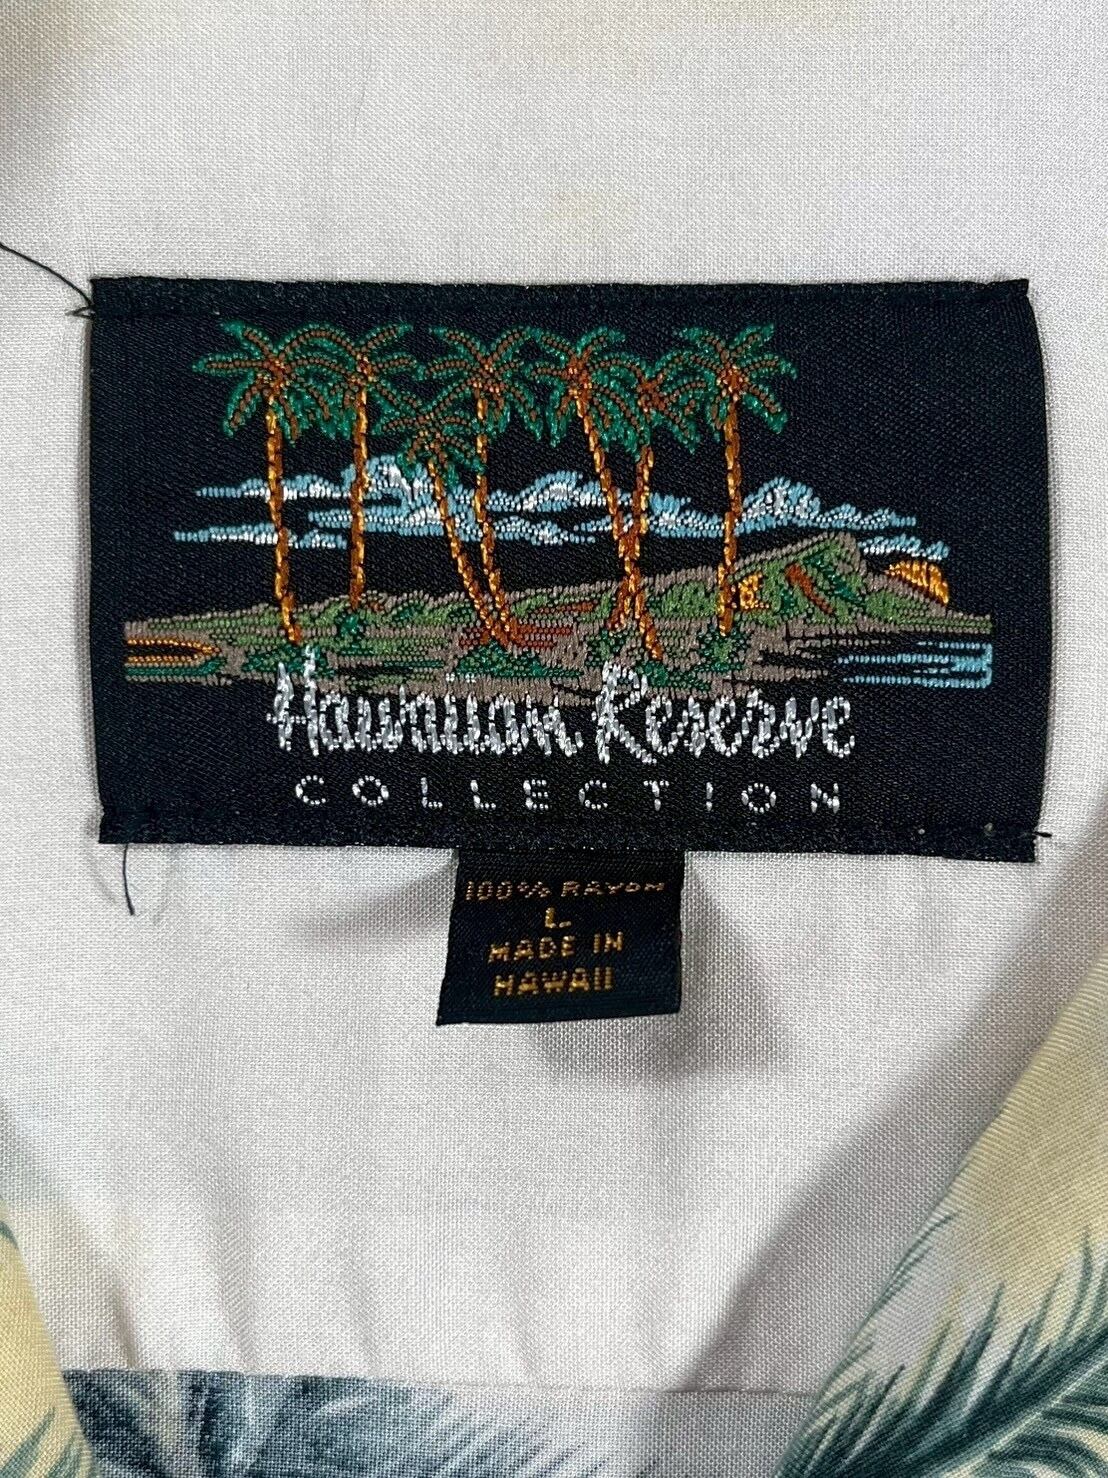 Hawaiian Reserve
COLLECTION
100% RAYON
L
MADE IN
HAWAII